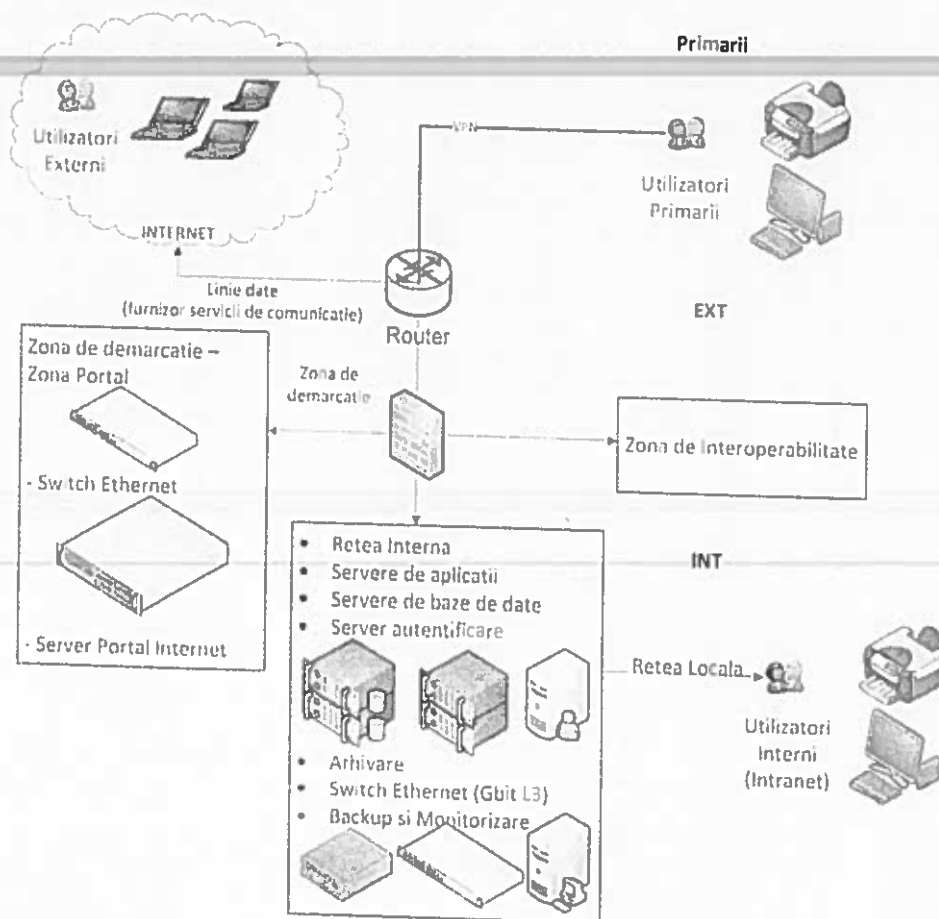 Primarii
Utilizatori
Externi
INTERNET
VPN
Utilizatori
Primarii
Linie date
(furnizor servicii de comunicatie)
Router
EXT
Zona de demarcatie –
Zona Portal
- Switch Ethernet
- Server Portal Internet
Zona de
demarcatie
Zona de Interoperabilitate
INT
• Retea Interna
• Servere de aplicatii
• Servere de baze de date
• Server autentificare
Retea Locala
Utilizatori
Interni
(Intranet)
• Arhivare
• Switch Ethernet (Gbit L3)
• Backup si Monitorizare